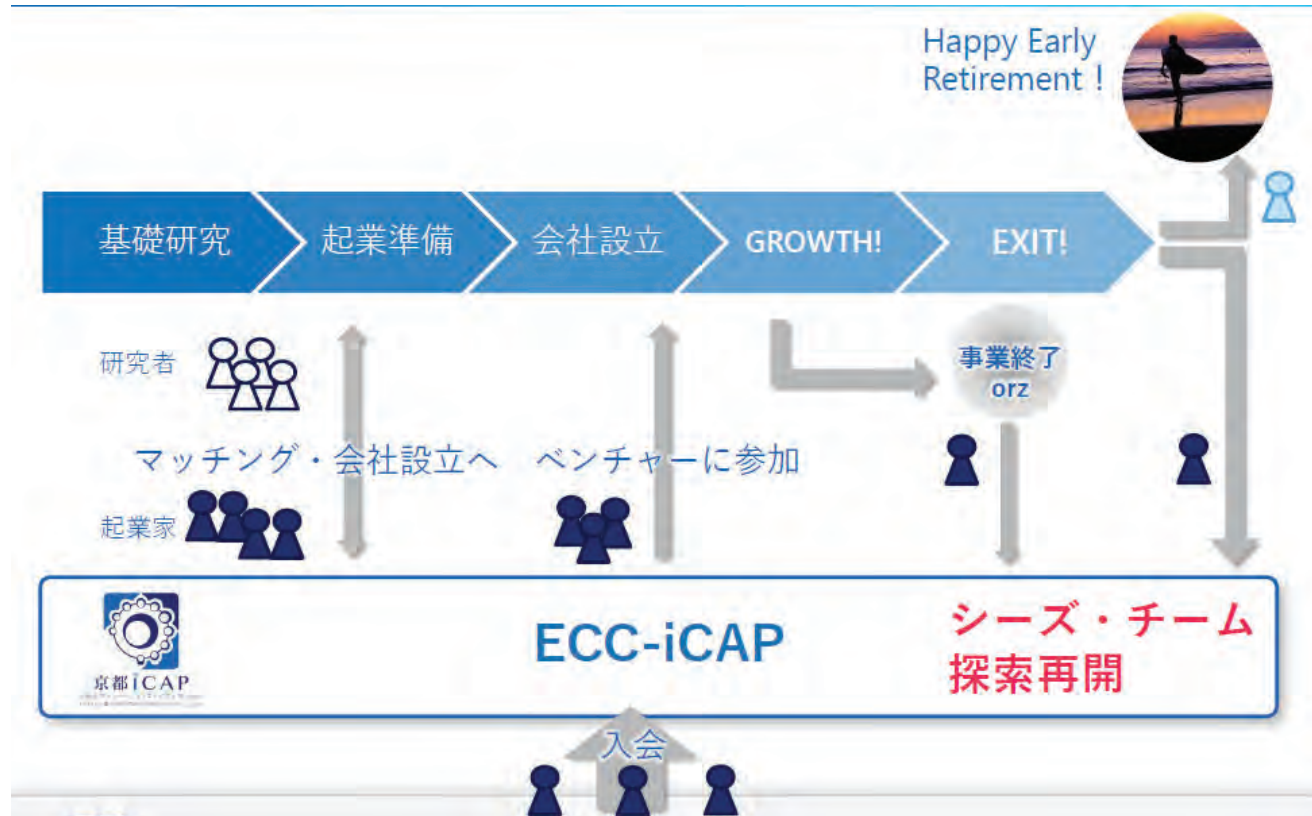 Happy Early
Retirement !
基礎研究
起業準備
会社設立
GROWTH!
EXIT!
研究者
事業終了
orz
マッチング・会社設立へ
ベンチャーに参加
起業家
京都iCAP
ECC-iCAP
シーズ・チーム
探索再開
入会